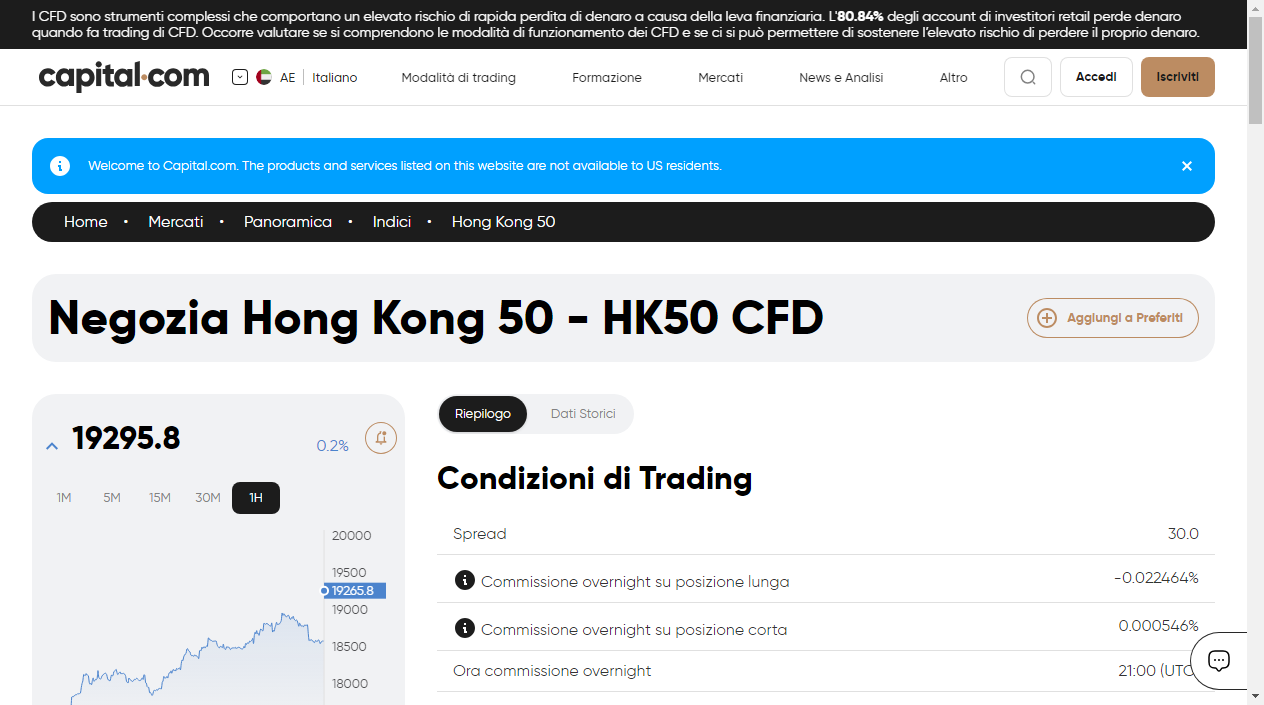 I CFD sono strumenti complessi che comportano un elevato rischio di rapida perdita di denaro a causa della leva finanziaria. L'80.84% degli account di investitori retail perde denaro
quando fa trading di CFD. Occorre valutare se si comprendono le modalità di funzionamento dei CFD e se ci si può permettere di sostenere l'elevato rischio di perdere il proprio denaro.
capital.com AE Italiano Modalità di trading Formazione Mercati News e Analisi Altro Accedi Iscriviti
Welcome to Capital.com. The products and services listed on this website are not available to US residents.
Home • Mercati • Panoramica • Indici • Hong Kong 50
Negozia Hong Kong 50 - HK50 CFD
Aggiungi a Preferiti
19295.8
0.2%
1M 5M 15M 30M 1H
20000
19500
19265.8
19000
18500
18000
Riepilogo Dati Storici
Condizioni di Trading
Spread 30.0
Commissione overnight su posizione lunga -0.022464%
Commissione overnight su posizione corta 0.000546%
Ora commissione overnight 21:00 (UTC